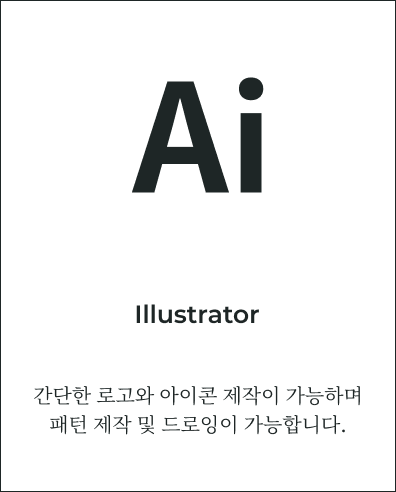 Ai
Illustrator
간단한 로고와 아이콘 제작이 가능하며
패턴 제작 및 드로잉이 가능합니다.